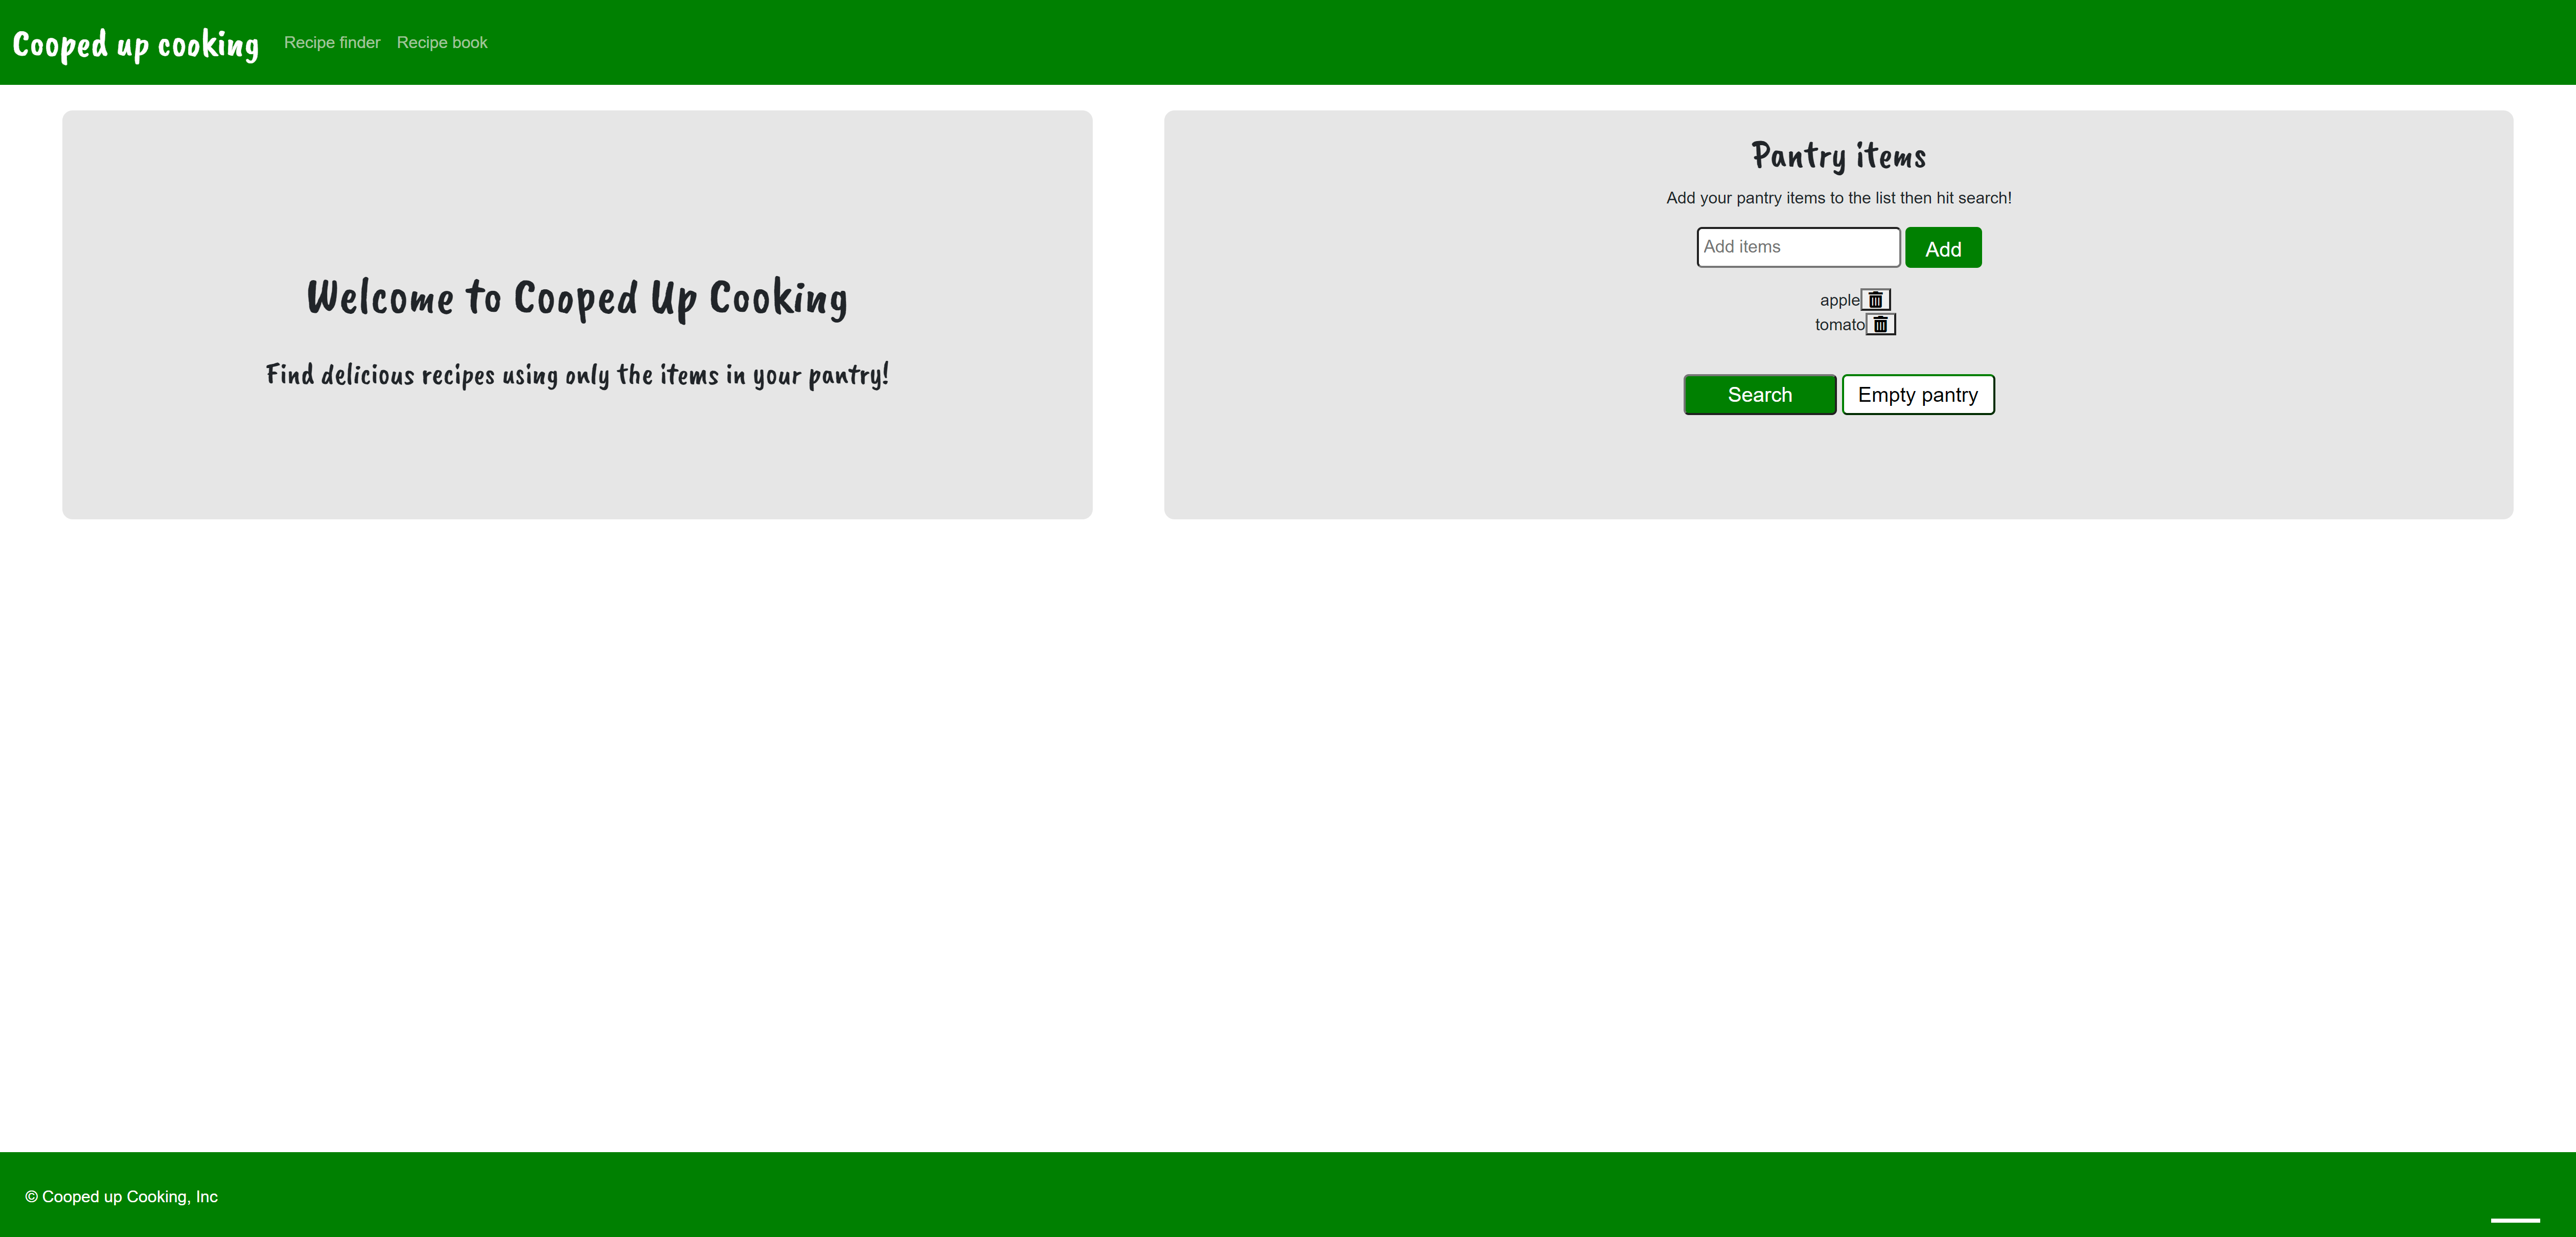 Cooped up cooking Recipe finder Recipe book
Welcome to Cooped Up Cooking
Find delicious recipes using only the items in your pantry!
Pantry items
Add your pantry items to the list then hit search!
Add items Add
apple
tomato
Search Empty pantry
© Cooped up Cooking, Inc